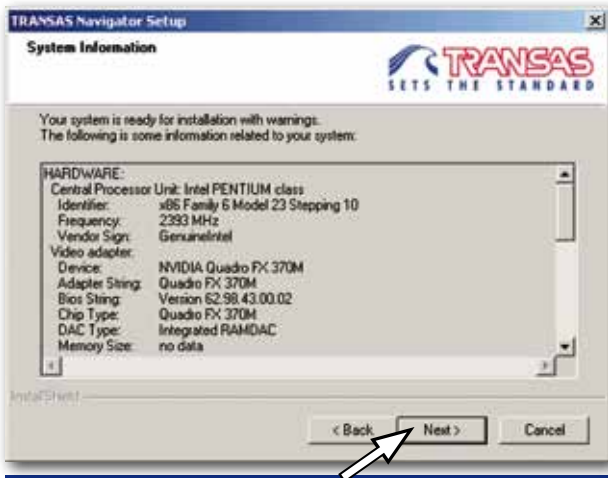 TRANSAS Navigator Setup
System Information
TRANSAS
SETS THE STANDARD
Your system is ready for installation with warnings.
The following is some information related to your system:
HARDWARE:
Central Processor Unit: Intel PENTIUM class
Identifier: x86 Family 6 Model 23 Stepping 10
Frequency: 2393 MHz
Vendor Sign: GenuineIntel
Video adapter:
Device: NVIDIA Quadro FX 370M
Adapter String: Quadro FX 370M
Bios String: Version 62.98.43.00.02
Chip Type: Quadro FX 370M
DAC Type: Integrated RAMDAC
Memory Size: no data
InstallShield
< Back Next > Cancel